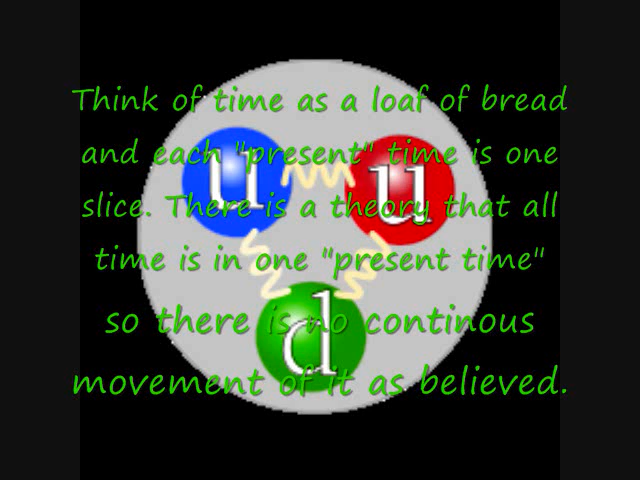 Think of time as a loaf of bread
and each "present" time is one
slice. There is a theory that all
time is in one "present time"
so there is no continous
movement of it as believed.
u u
d